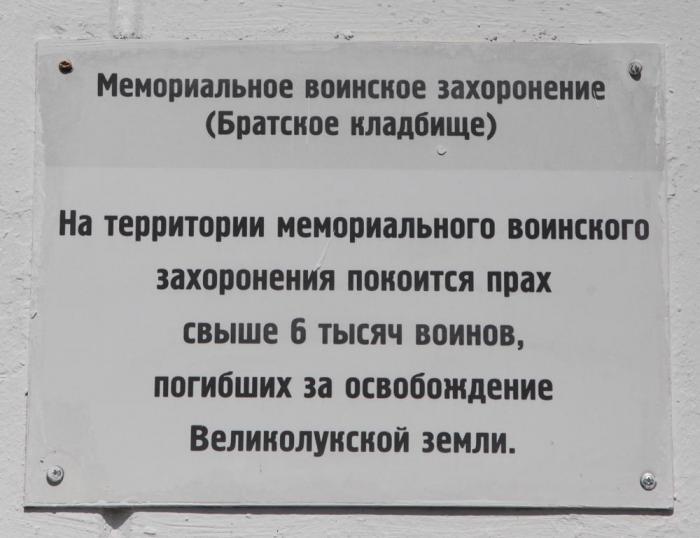 Мемориальное воинское захоронение
(Братское кладбище)
На территории мемориального воинского
захоронения покоится прах
свыше 6 тысяч воинов,
погибших за освобождение
Великолукской земли.